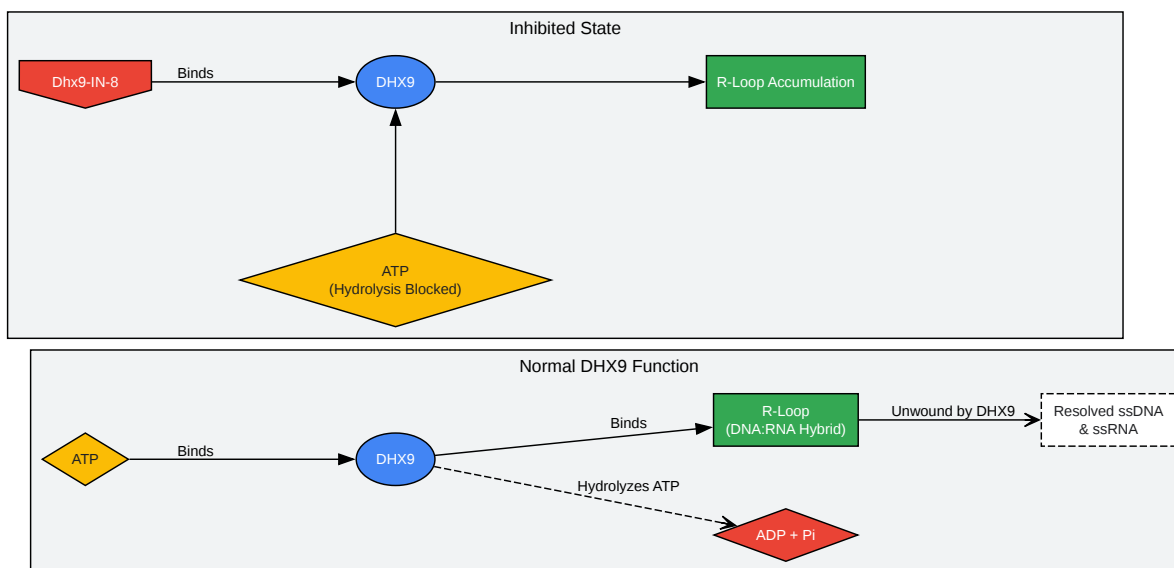 Inhibited State
Dhx9-IN-8
Binds
DHX9
R-Loop Accumulation
ATP
(Hydrolysis Blocked)
Normal DHX9 Function
ATP
Binds
DHX9
Binds
R-Loop
(DNA:RNA Hybrid)
Unwound by DHX9
Resolved ssDNA
& ssRNA
Hydrolyzes ATP
ADP + Pi